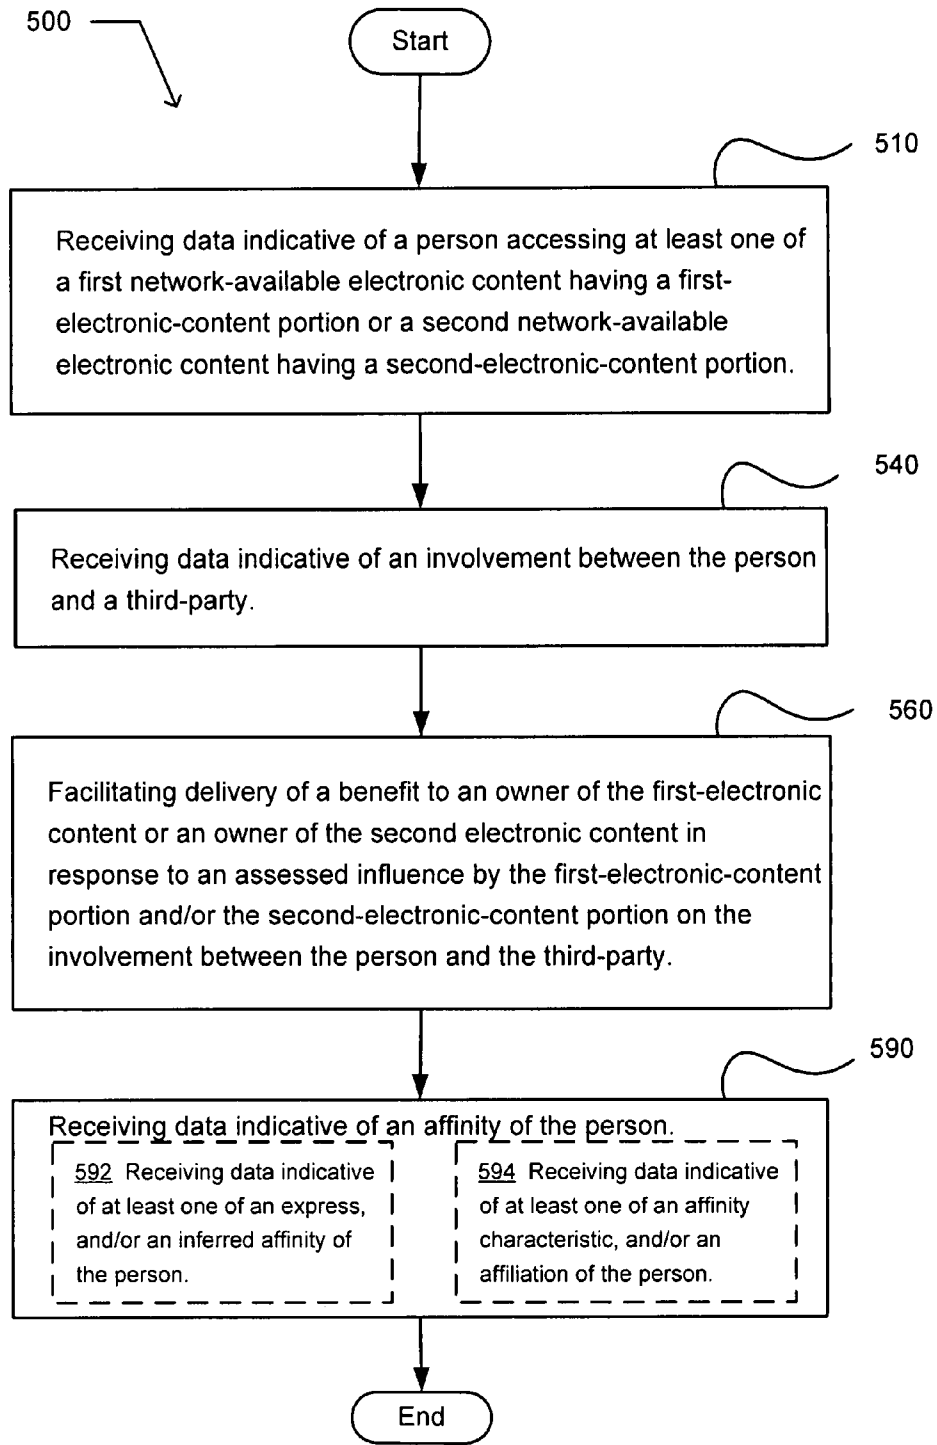 500
Start
510
Receiving data indicative of a person accessing at least one of
a first network-available electronic content having a first-
electronic-content portion or a second network-available
electronic content having a second-electronic-content portion.
540
Receiving data indicative of an involvement between the person
and a third-party.
560
Facilitating delivery of a benefit to an owner of the first-electronic
content or an owner of the second electronic content in
response to an assessed influence by the first-electronic-content
portion and/or the second-electronic-content portion on the
involvement between the person and the third-party.
590
Receiving data indicative of an affinity of the person.
592 Receiving data indicative
of at least one of an express,
and/or an inferred affinity of
the person.
594 Receiving data indicative
of at least one of an affinity
characteristic, and/or an
affiliation of the person.
End